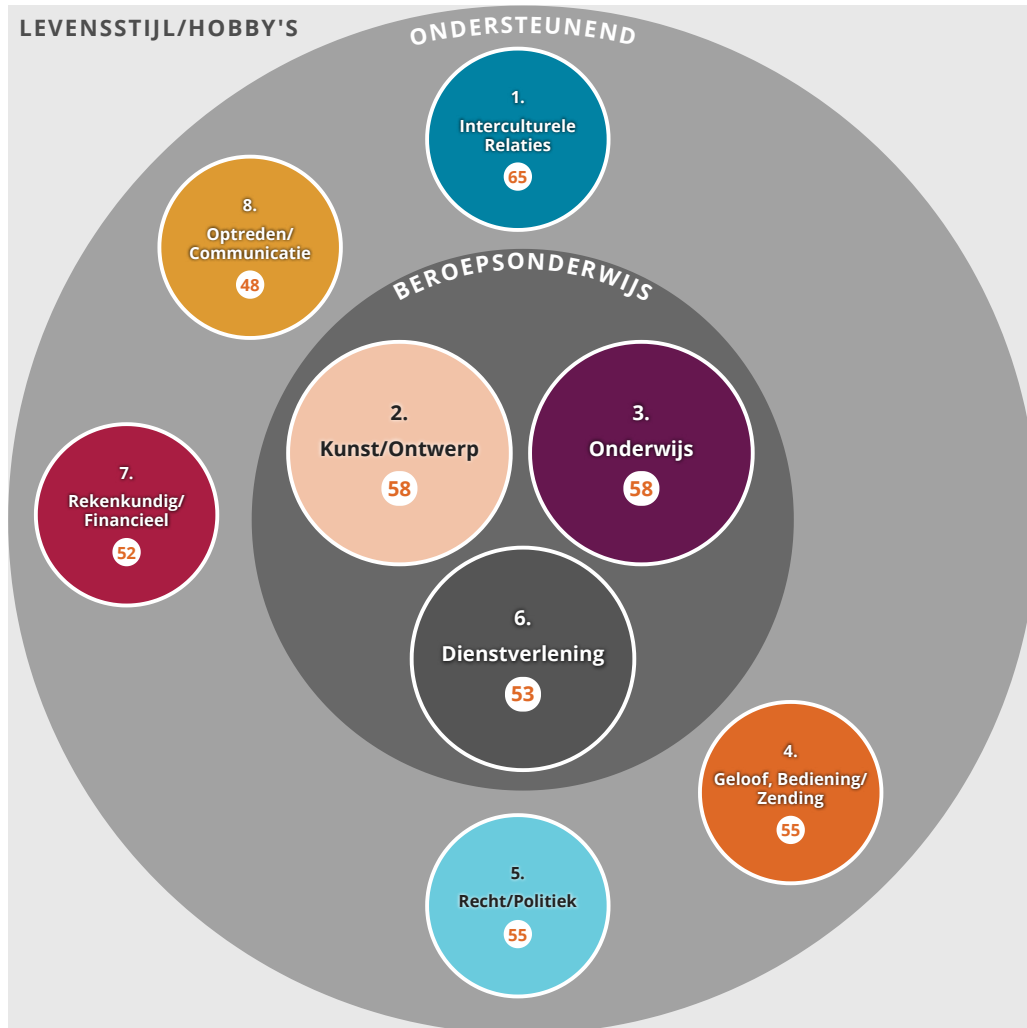 LEVENSSTIJL/HOBBY'S
ONDERSTEUNEND
1.
Interculturele
Relaties
65
8.
Optreden/
Communicatie
48
BEROEPSONDERWIJS
2.
Kunst/Ontwerp
58
3.
Onderwijs
58
7.
Rekenkundig/
Financieel
52
6.
Dienstverlening
53
4.
Geloof, Bediening/
Zending
55
5.
Recht/Politiek
55